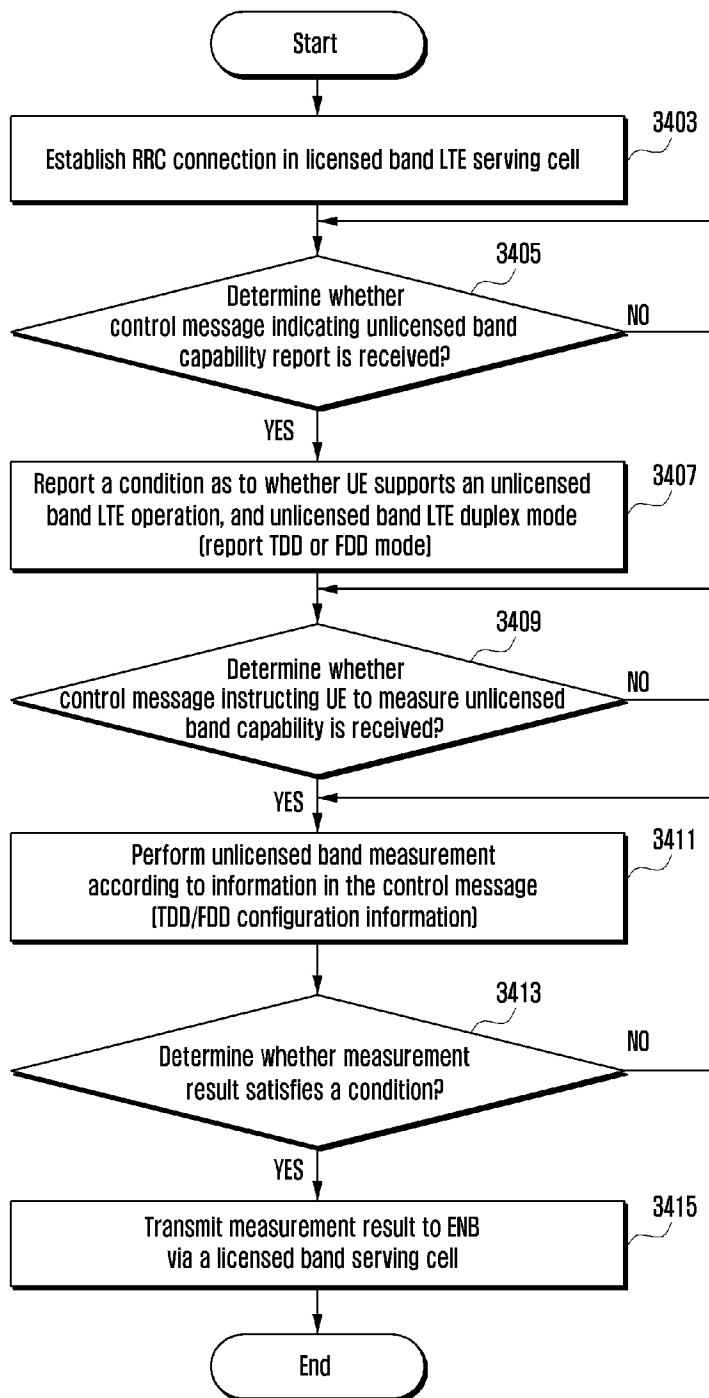 Start
3403
Establish RRC connection in licensed band LTE serving cell
3405
Determine whether
control message indicating unlicensed band
capability report is received?
NO
YES
3407
Report a condition as to whether UE supports an unlicensed
band LTE operation, and unlicensed band LTE duplex mode
(report TDD or FDD mode)
3409
Determine whether
control message instructing UE to measure unlicensed
band capability is received?
NO
YES
3411
Perform unlicensed band measurement
according to information in the control message
(TDD/FDD configuration information)
3413
Determine whether measurement
result satisfies a condition?
NO
YES
3415
Transmit measurement result to ENB
via a licensed band serving cell
End